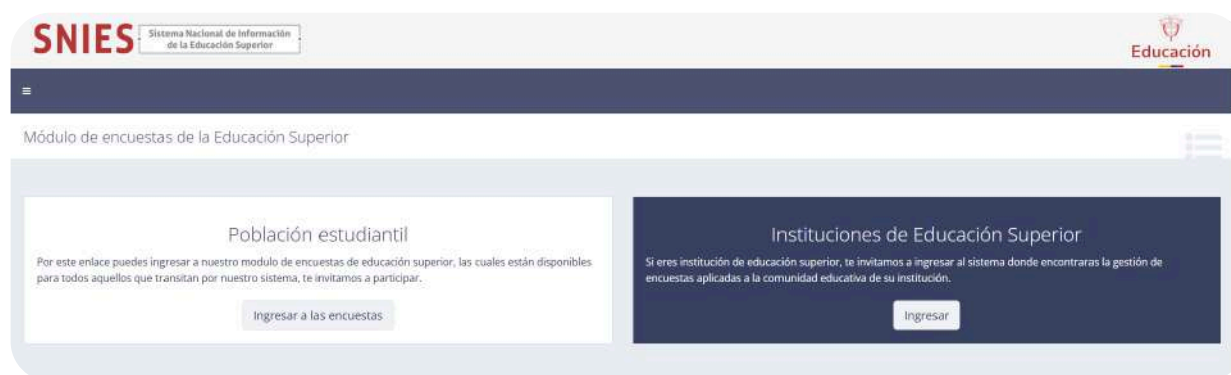 SNIES
Sistema Nacional de Información
de la Educación Superior
Educación
Módulo de encuestas de la Educación Superior
Población estudiantil
Por este enlace puedes ingresar a nuestro modulo de encuestas de educación superior, las cuales están disponibles
para todos aquellos que transitan por nuestro sistema, te invitamos a participar.
Ingresar a las encuestas
Instituciones de Educación Superior
Si eres institución de educación superior, te invitamos a ingresar al sistema donde encontraras la gestión de
encuestas aplicadas a la comunidad educativa de su institución.
Ingresar